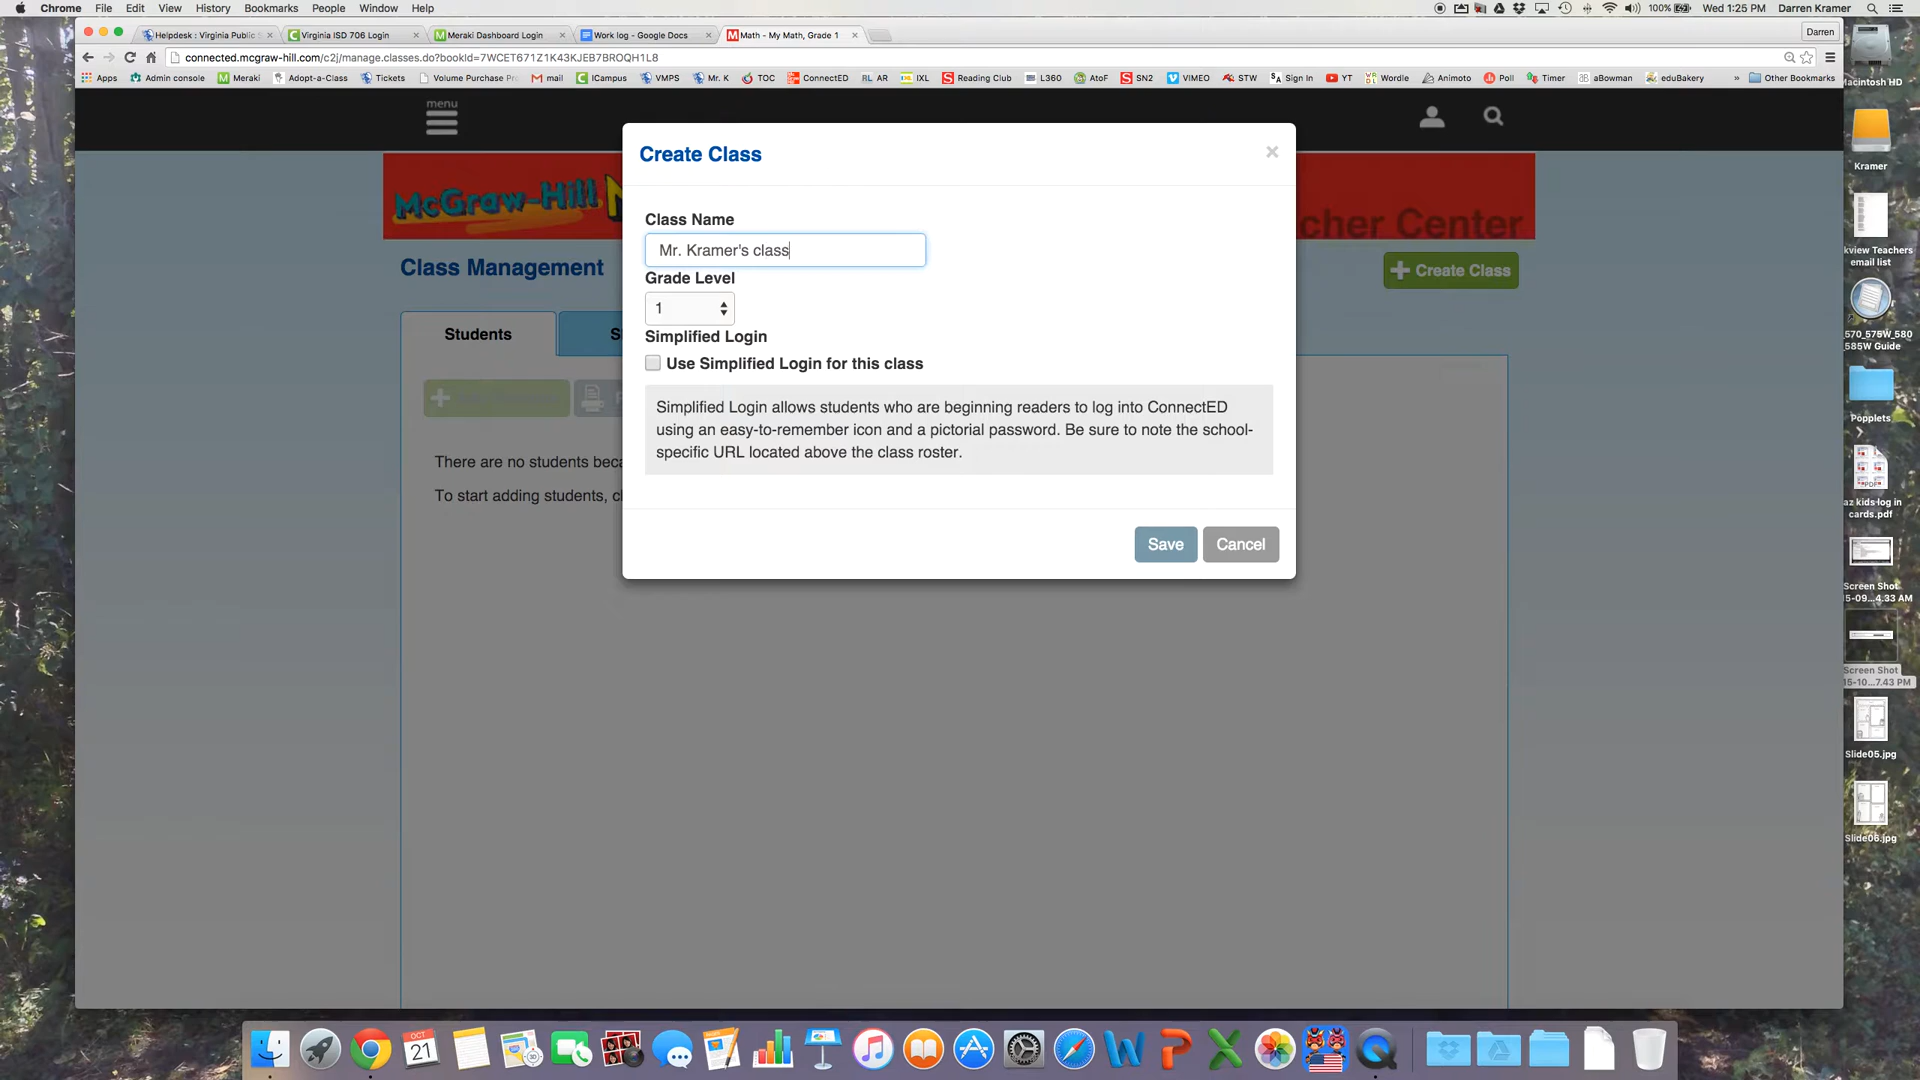 Chrome File Edit View History Bookmarks People Window Help 100% Wed 1:25 PM Darren Kramer
Helpdesk : Virginia Public Virginia ISD 706 Login Meraki Dashboard Login Work log - Google Docs Math - My Math, Grade 1 Darren
connected.mcgraw-hill.com/c2j/manage.classes.do?bookId=7WCET671Z1K43KJEB7BROQH1L8
Apps Admin console Meraki Adopt-a-Class Tickets Volume Purchase Pr mail iCampus VMPS Mr. K TOC ConnectED AR IXL Reading Club L360 AtoF SN2 VIMEO STW Sign In YT Wordle Animoto Poll Timer aBowman eduBakery » Other Bookmarks
menu
McGraw-Hill
cher Center
Class Management
Create Class
Students
There are no students beca
To start adding students, c
Create Class
Class Name
Mr. Kramer's class
Grade Level
1
Simplified Login
Use Simplified Login for this class
Simplified Login allows students who are beginning readers to log into ConnectED
using an easy-to-remember icon and a pictorial password. Be sure to note the school-
specific URL located above the class roster.
Save Cancel
Macintosh HD
Kramer
kview Teachers
email list
570_575W_580
585W Guide
Popplets
az kids log in
cards.pdf
Screen Shot
15-09...4.33 AM
Screen Shot
15-10...7.43 PM
Slide05.jpg
Slide06.jpg
OCT
21